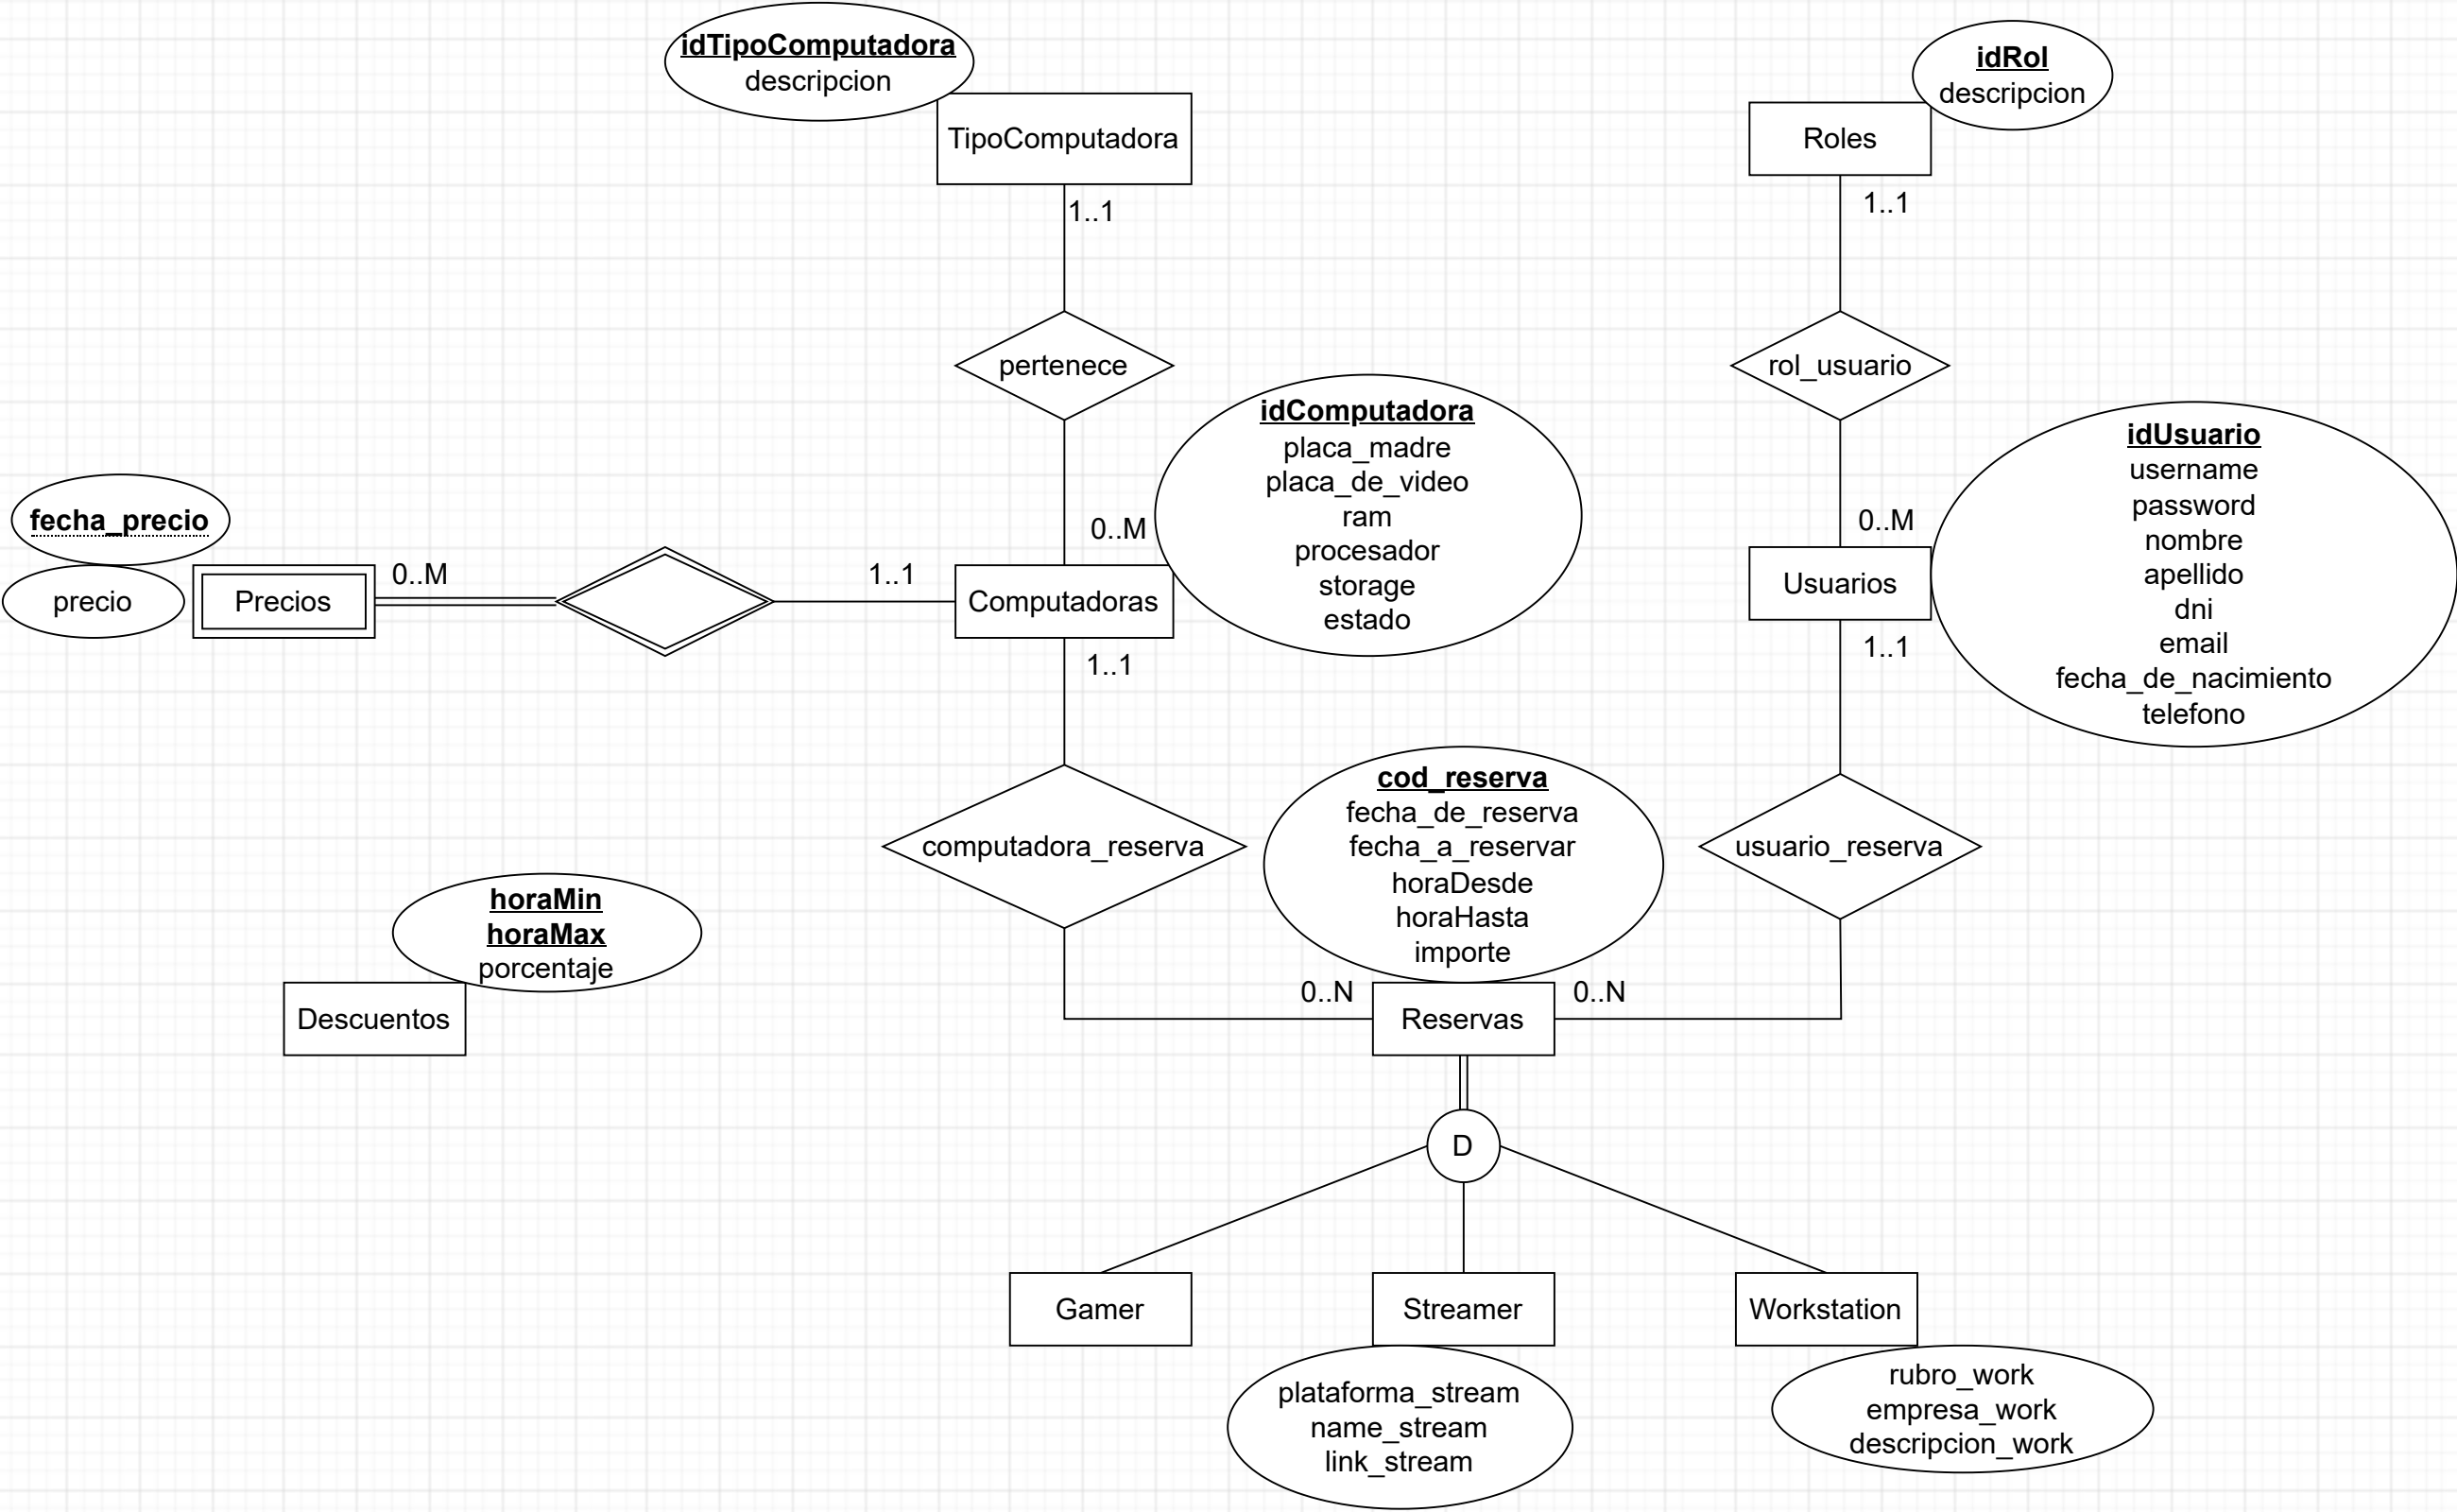 idTipoComputadora
descripcion
TipoComputadora
1..1
pertenece
idRol
descripcion
Roles
1..1
rol_usuario
idComputadora
placa_madre
placa_de_video
ram
procesador
storage
estado
0..M
Computadoras
1..1
1..1
fecha_precio
precio
Precios
0..M
idUsuario
username
password
nombre
apellido
dni
email
fecha_de_nacimiento
telefono
0..M
Usuarios
1..1
computadora_reserva
cod_reserva
fecha_de_reserva
fecha_a_reservar
horaDesde
horaHasta
importe
usuario_reserva
0..N
Reservas
0..N
horaMin
horaMax
porcentaje
Descuentos
D
Gamer
Streamer
Workstation
plataforma_stream
name_stream
link_stream
rubro_work
empresa_work
descripcion_work